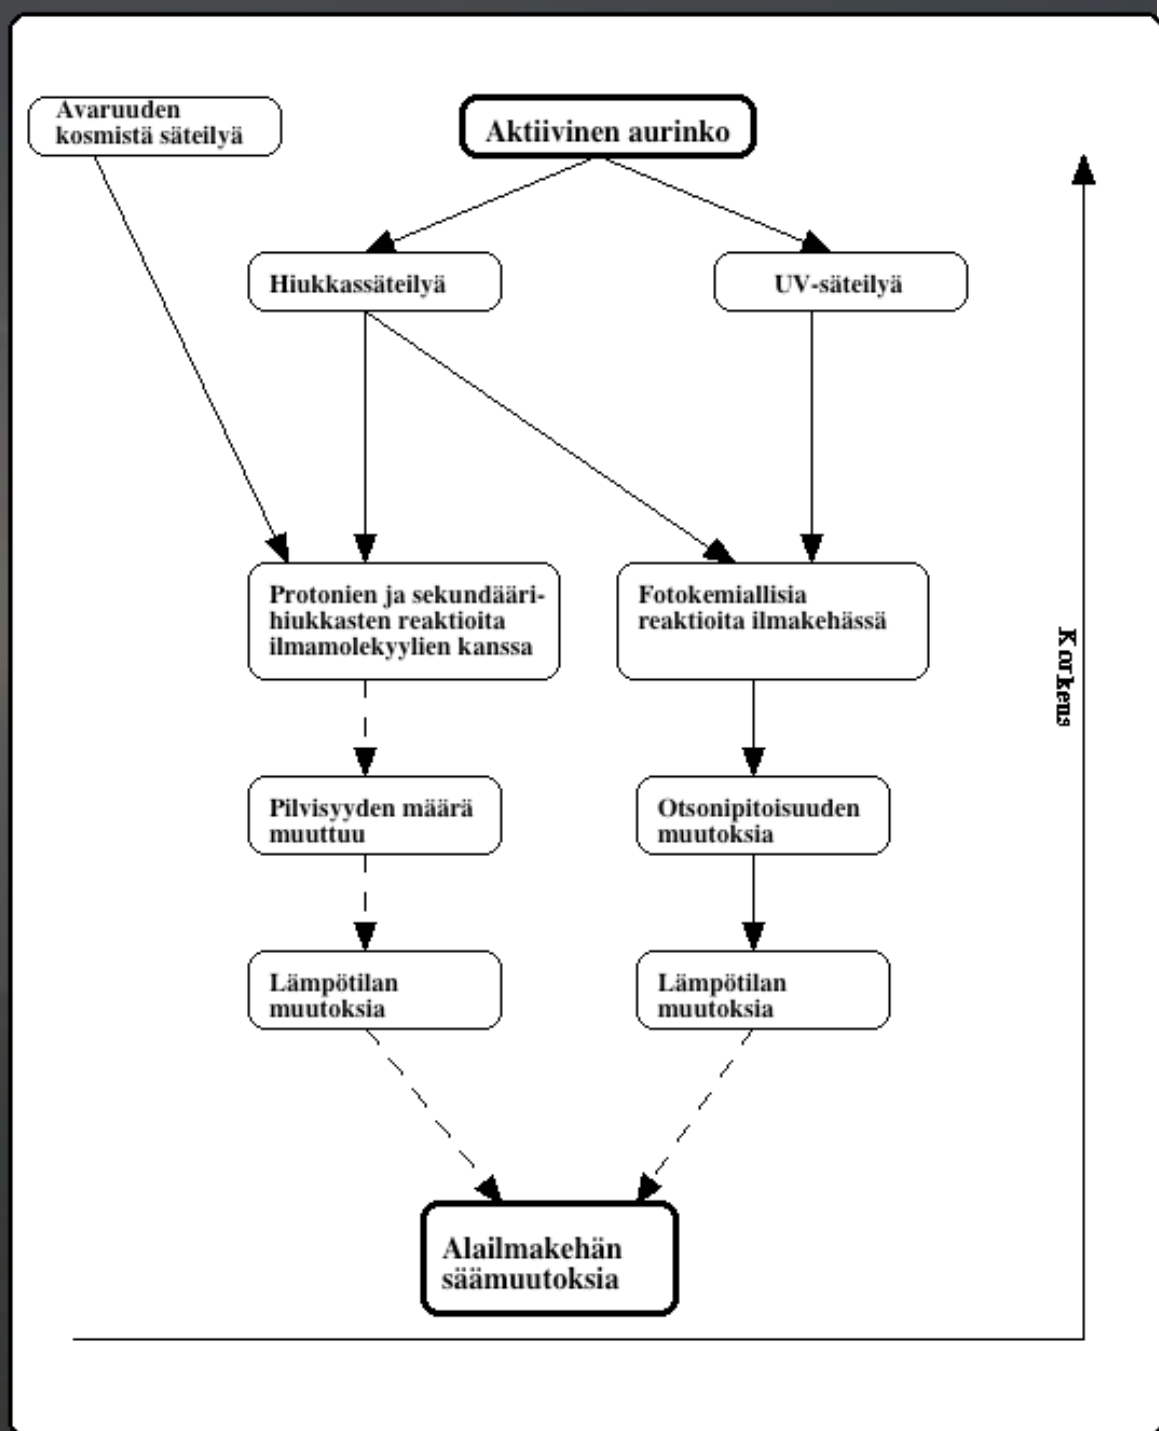 Avaruuden
kosmistä säteilyä
Aktiivinen aurinko
Hiukkassäteilyä
UV-säteilyä
Protonien ja sekundääri-
hiukkasten reaktioita
ilmamolekyylien kanssa
Fotokemiallisia
reaktioita ilmakehässä
Korkeus
Pilvisyyden määrä
muuttuu
Otsonipitoisuuden
muutoksia
Lämpötilan
muutoksia
Lämpötilan
muutoksia
Alailmakehän
säämuutoksia